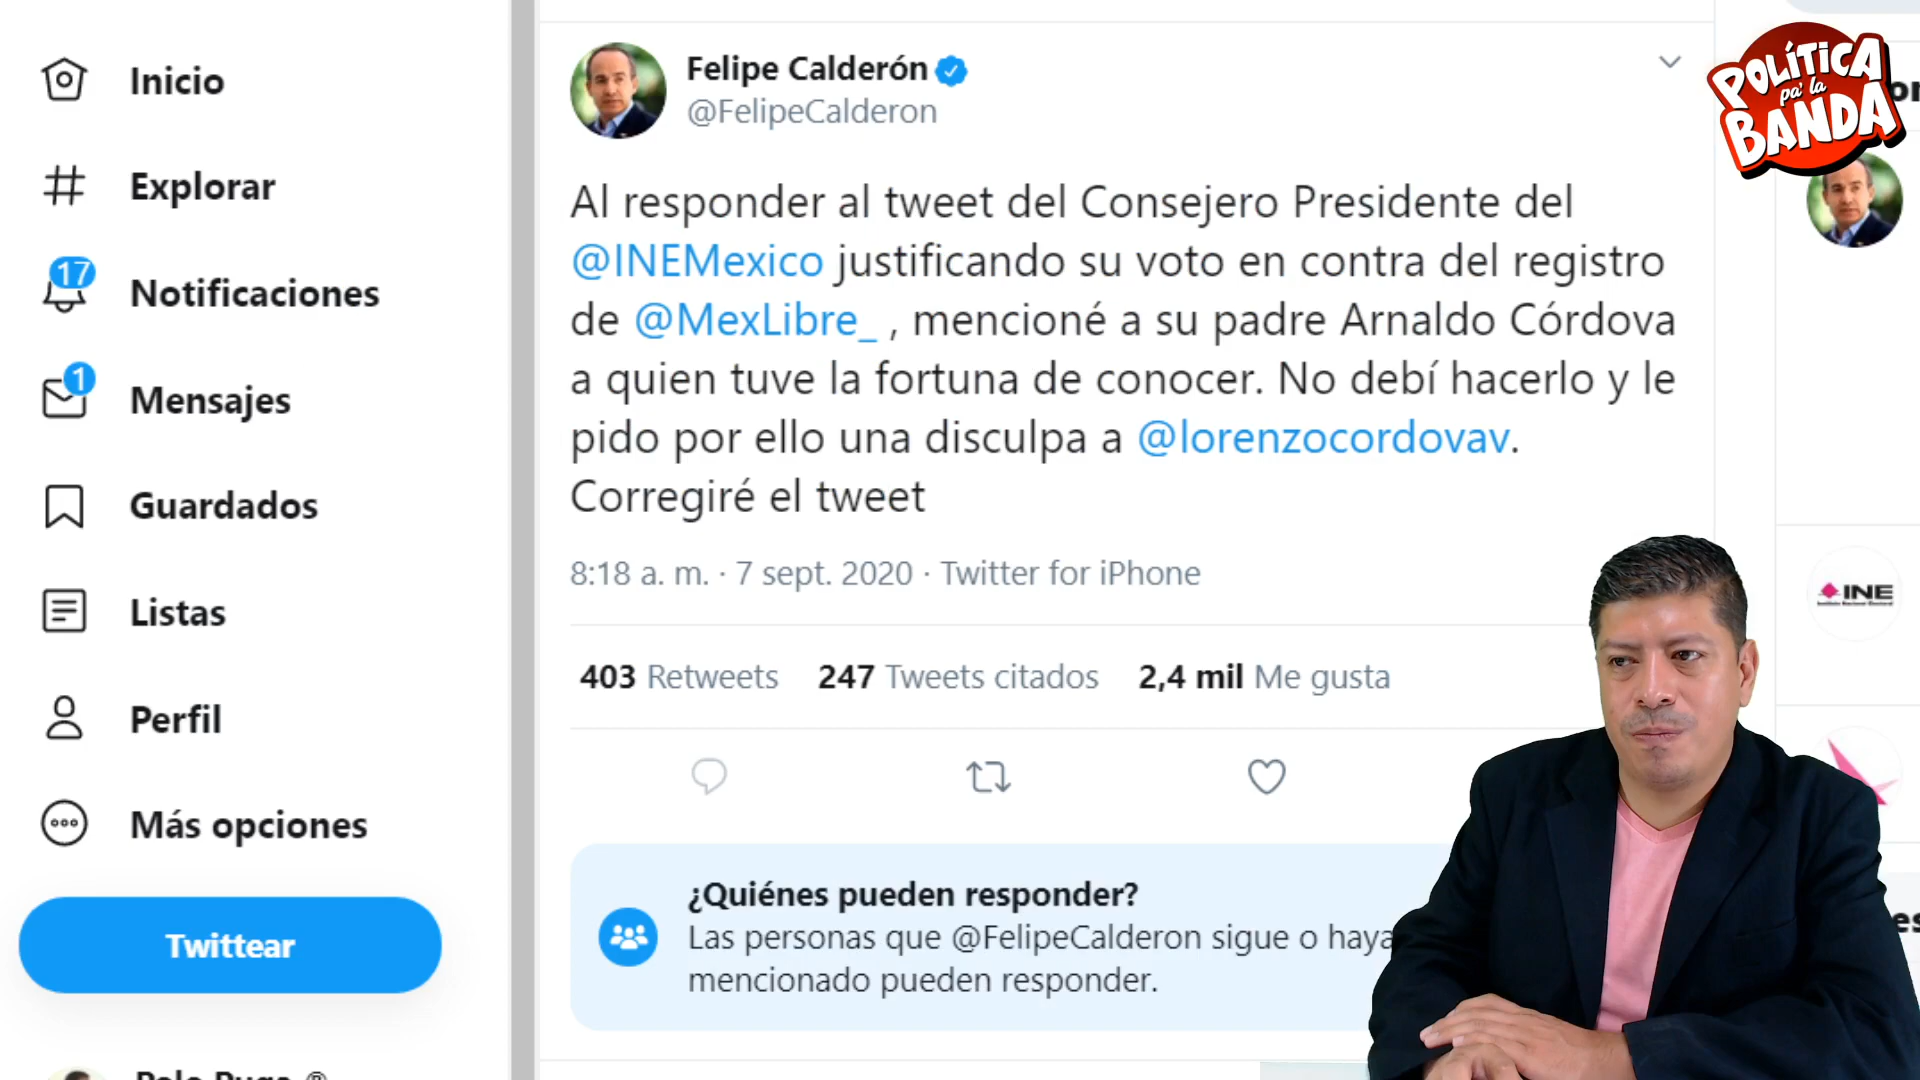 Inicio
Explorar
17
Notificaciones
1
Mensajes
Guardados
Listas
Perfil
Más opciones
Twittear
Felipe Calderón
@FelipeCalderon
Al responder al tweet del Consejero Presidente del
@INEMexico justificando su voto en contra del registro
de @MexLibre_ , mencioné a su padre Arnaldo Córdova
a quien tuve la fortuna de conocer. No debí hacerlo y le
pido por ello una disculpa a @lorenzocordovav.
Corregiré el tweet
8:18 a. m. · 7 sept. 2020 · Twitter for iPhone
403 Retweets 247 Tweets citados 2,4 mil Me gusta
¿Quiénes pueden responder?
Las personas que @FelipeCalderon sigue o haya
mencionado pueden responder.
POLÍTICA
pa' la
BANDA
INE
Instituto Nacional Electoral